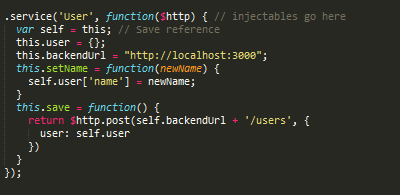 .service('User', function($http) { // injectables go here
  var self = this; // Save reference
  this.user = {};
  this.backendUrl = "http://localhost:3000";
  this.setName = function(newName) {
    self.user['name'] = newName;
  }
  this.save = function() {
    return $http.post(self.backendUrl + '/users', {
      user: self.user
    })
  }
});